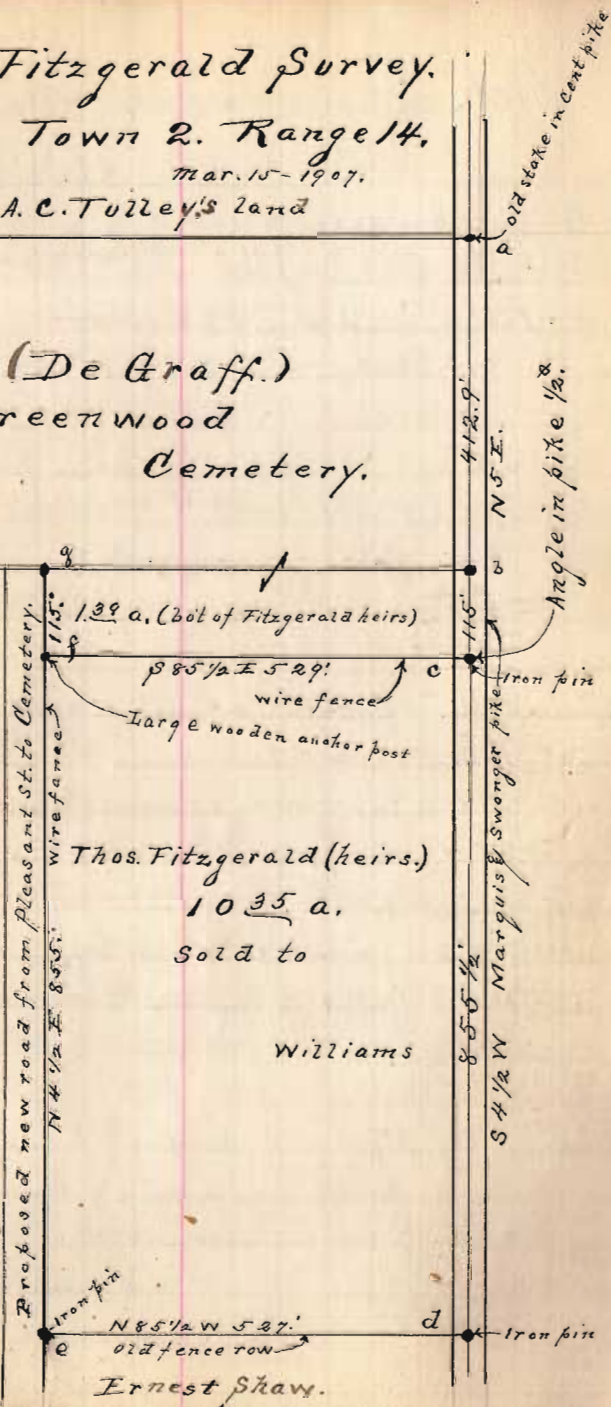 Fitzgerald Survey.
Town 2. Range 14.
Mar. 15-1907.
A. C. Tulley's land
old stake in cent pike
a
(De Graff.)
reenwood
Cemetery.
412.9'
N 5 E.
Angle in pike 1/2°
g
b
115.'
1.39 a. (bo't of Fitzgerald heirs)
115'
f
S 85 1/2 E 529.'
c
Iron pin
wire fence
Large wooden anchor post
Proposed new road from Pleasant St. to Cemetery.
wire fence
N 4 1/2 E 855.'
Thos. Fitzgerald (heirs.)
10 35 a.
Sold to
Williams
855 1/2'
S 4 1/2 W Marquis & Swonger pike
Iron pin
N 85 1/2 W 527.'
d
Iron pin
e
old fence row
Ernest Shaw.